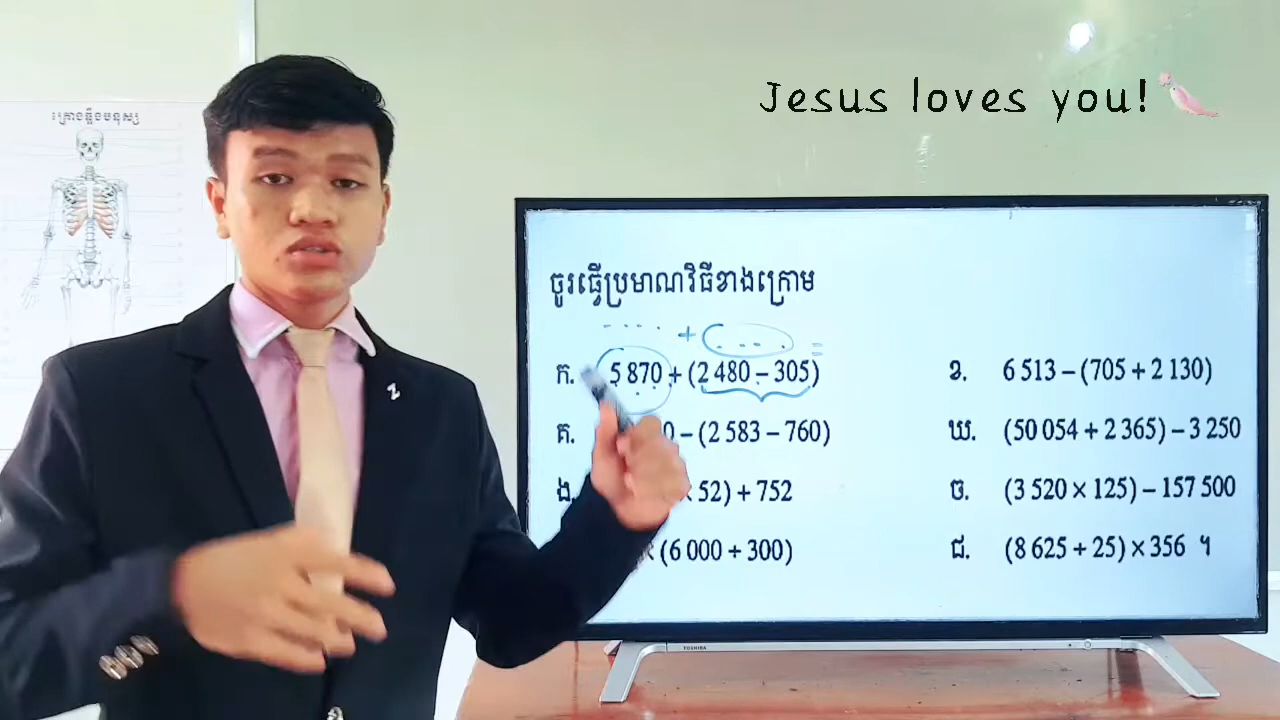 គ្រោងឆ្អឹងមនុស្ស
Jesus loves you!
ចូរធ្វើប្រមាណវិធីខាងក្រោម
+ =
ក. 5 870 + (2 480 – 305)
ខ. 6 513 – (705 + 2 130)
គ. 0 – (2 583 – 760)
ឃ. (50 054 + 2 365) – 3 250
ង. × 52) + 752
ច. (3 520 × 125) – 157 500
(6 000 + 300)
ជ. (8 625 + 25) × 356 ។
TOSHIBA